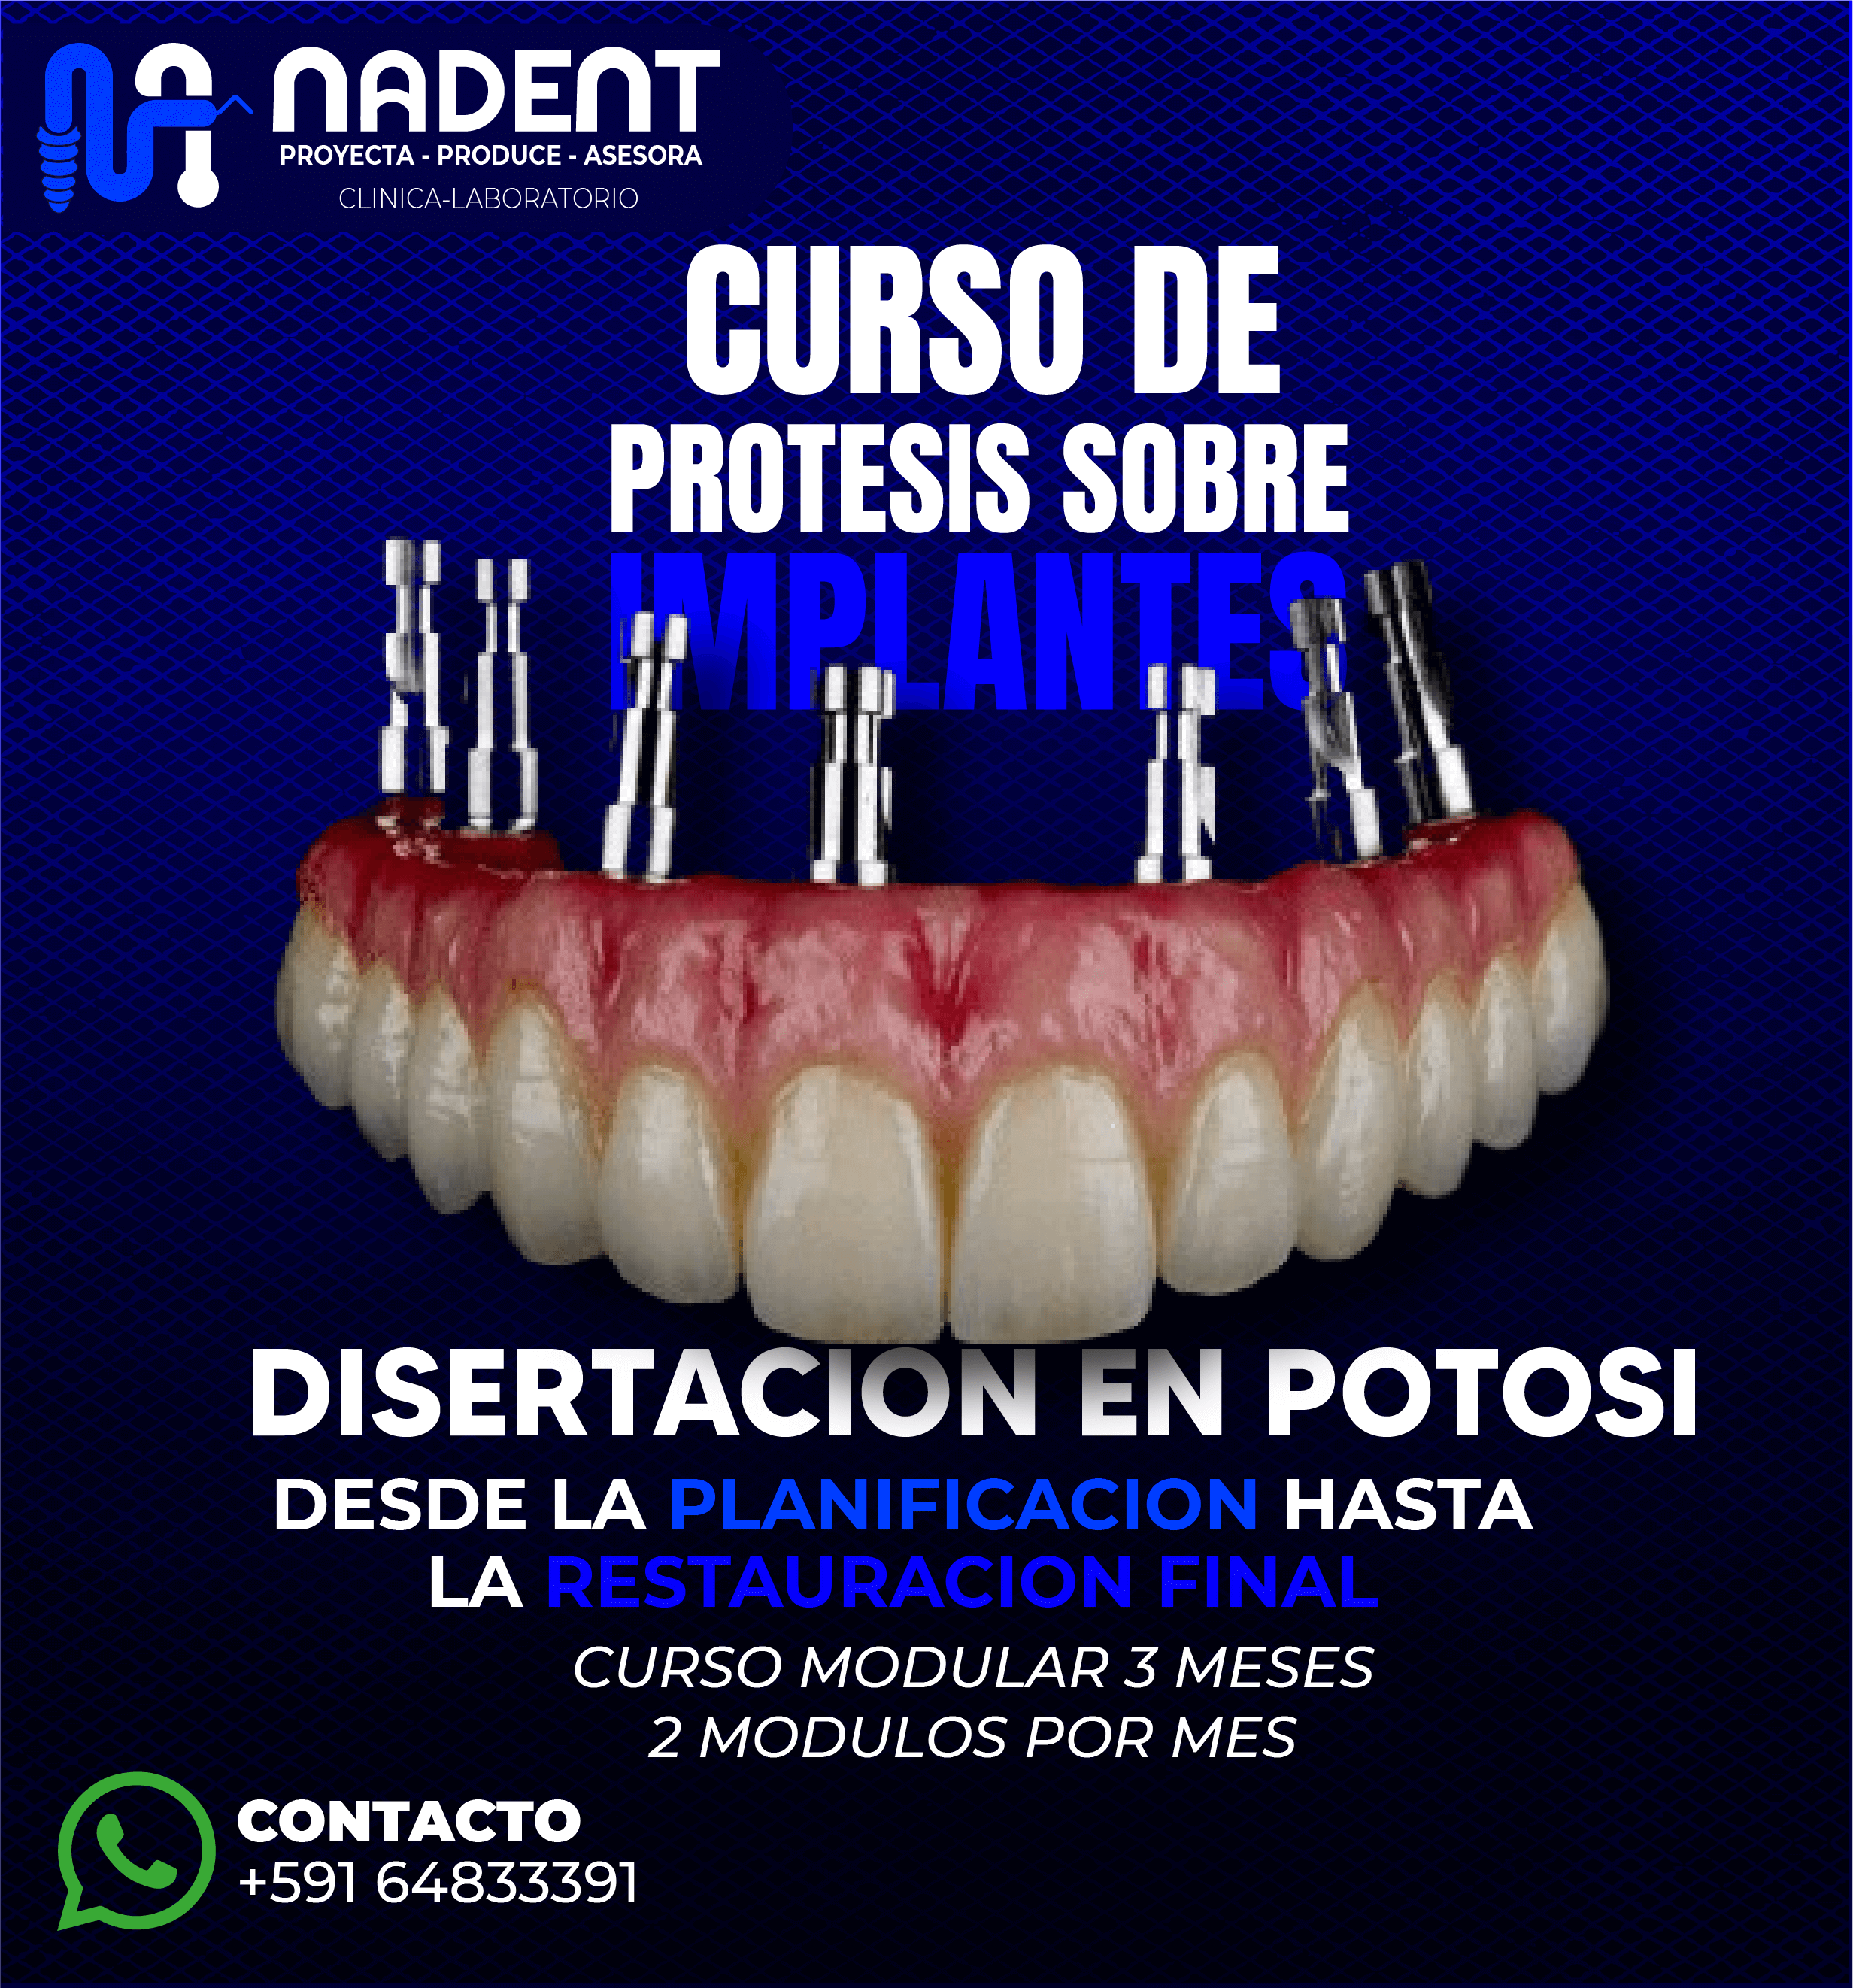 NADENT
PROYECTA - PRODUCE - ASESORA
CLINICA-LABORATORIO
CURSO DE
PROTESIS SOBRE
IMPLANTES
DISERTACION EN POTOSI
DESDE LA PLANIFICACION HASTA
LA RESTAURACION FINAL
CURSO MODULAR 3 MESES
2 MODULOS POR MES
CONTACTO
+591 64833391